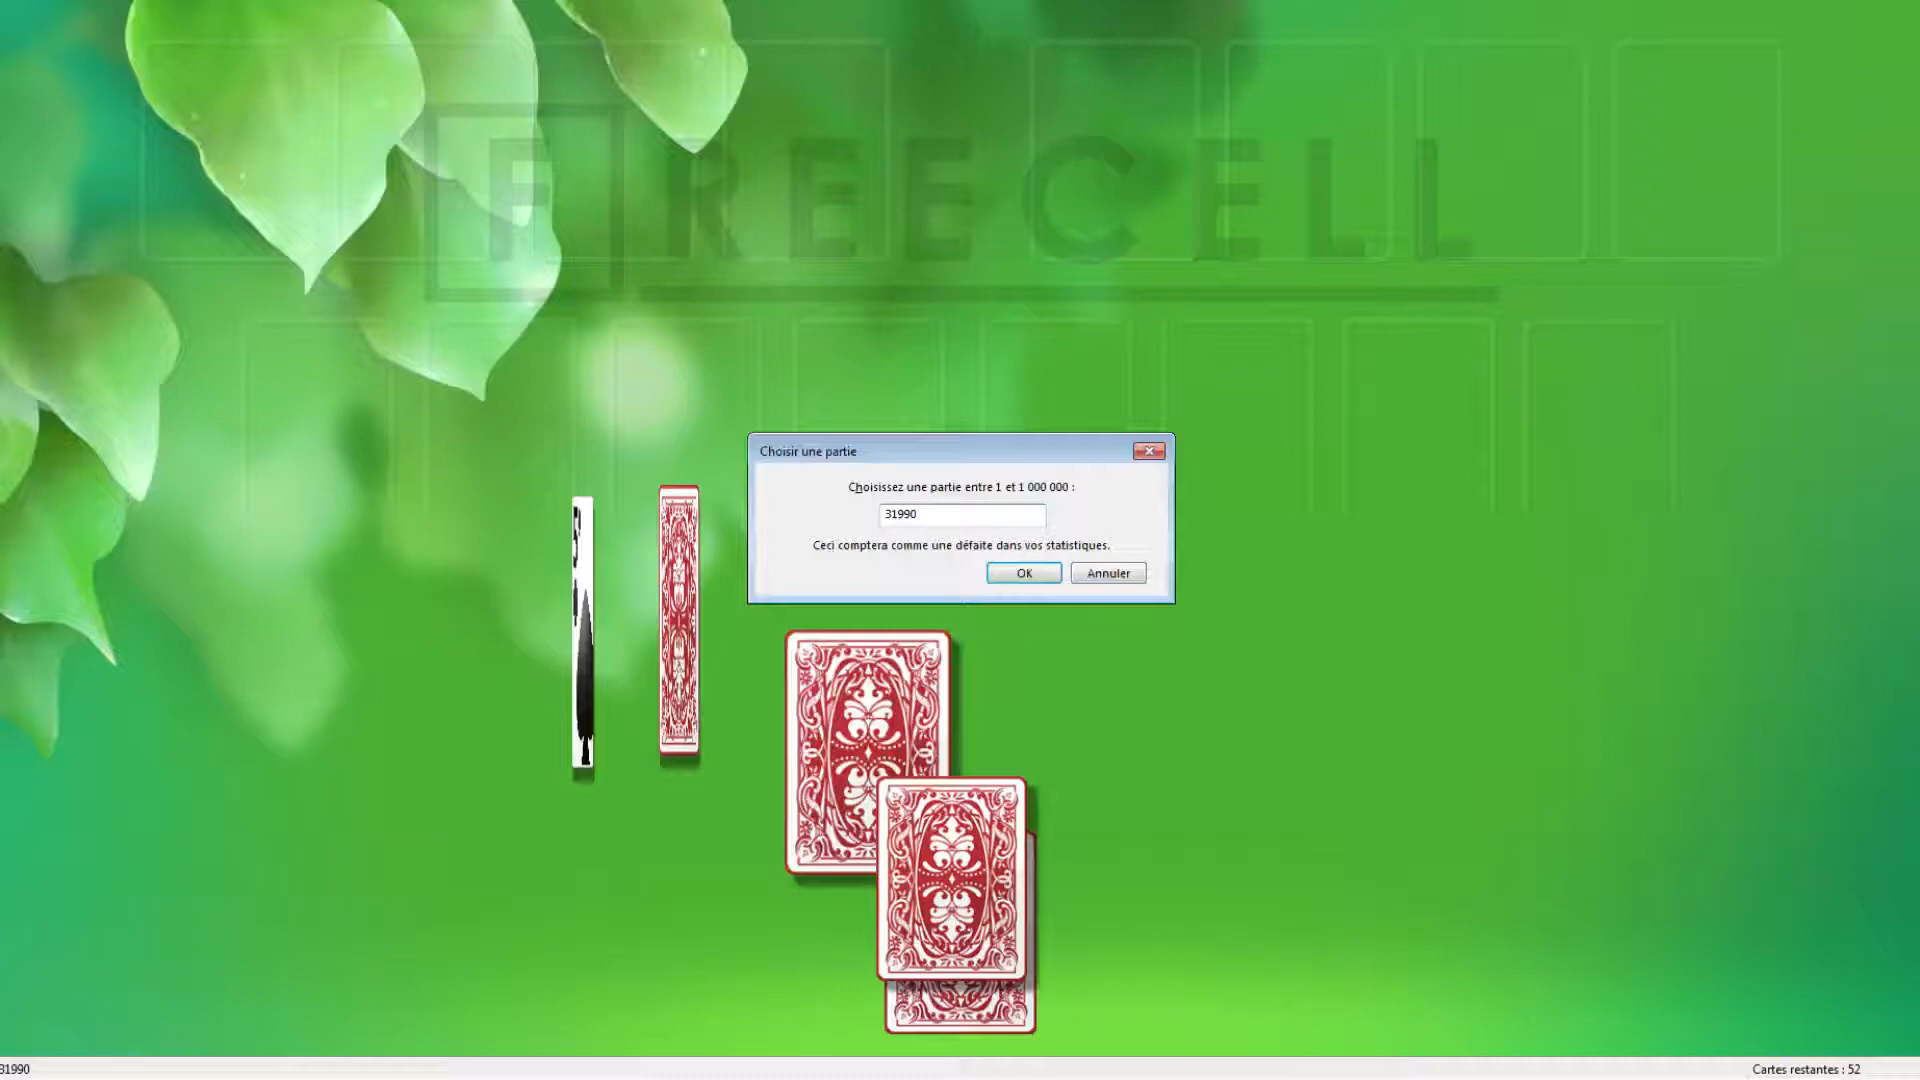 FREECELL
Choisir une partie
Choisissez une partie entre 1 et 1 000 000 :
31990
Ceci comptera comme une défaite dans vos statistiques.
OK Annuler
5
31990 Cartes restantes : 52